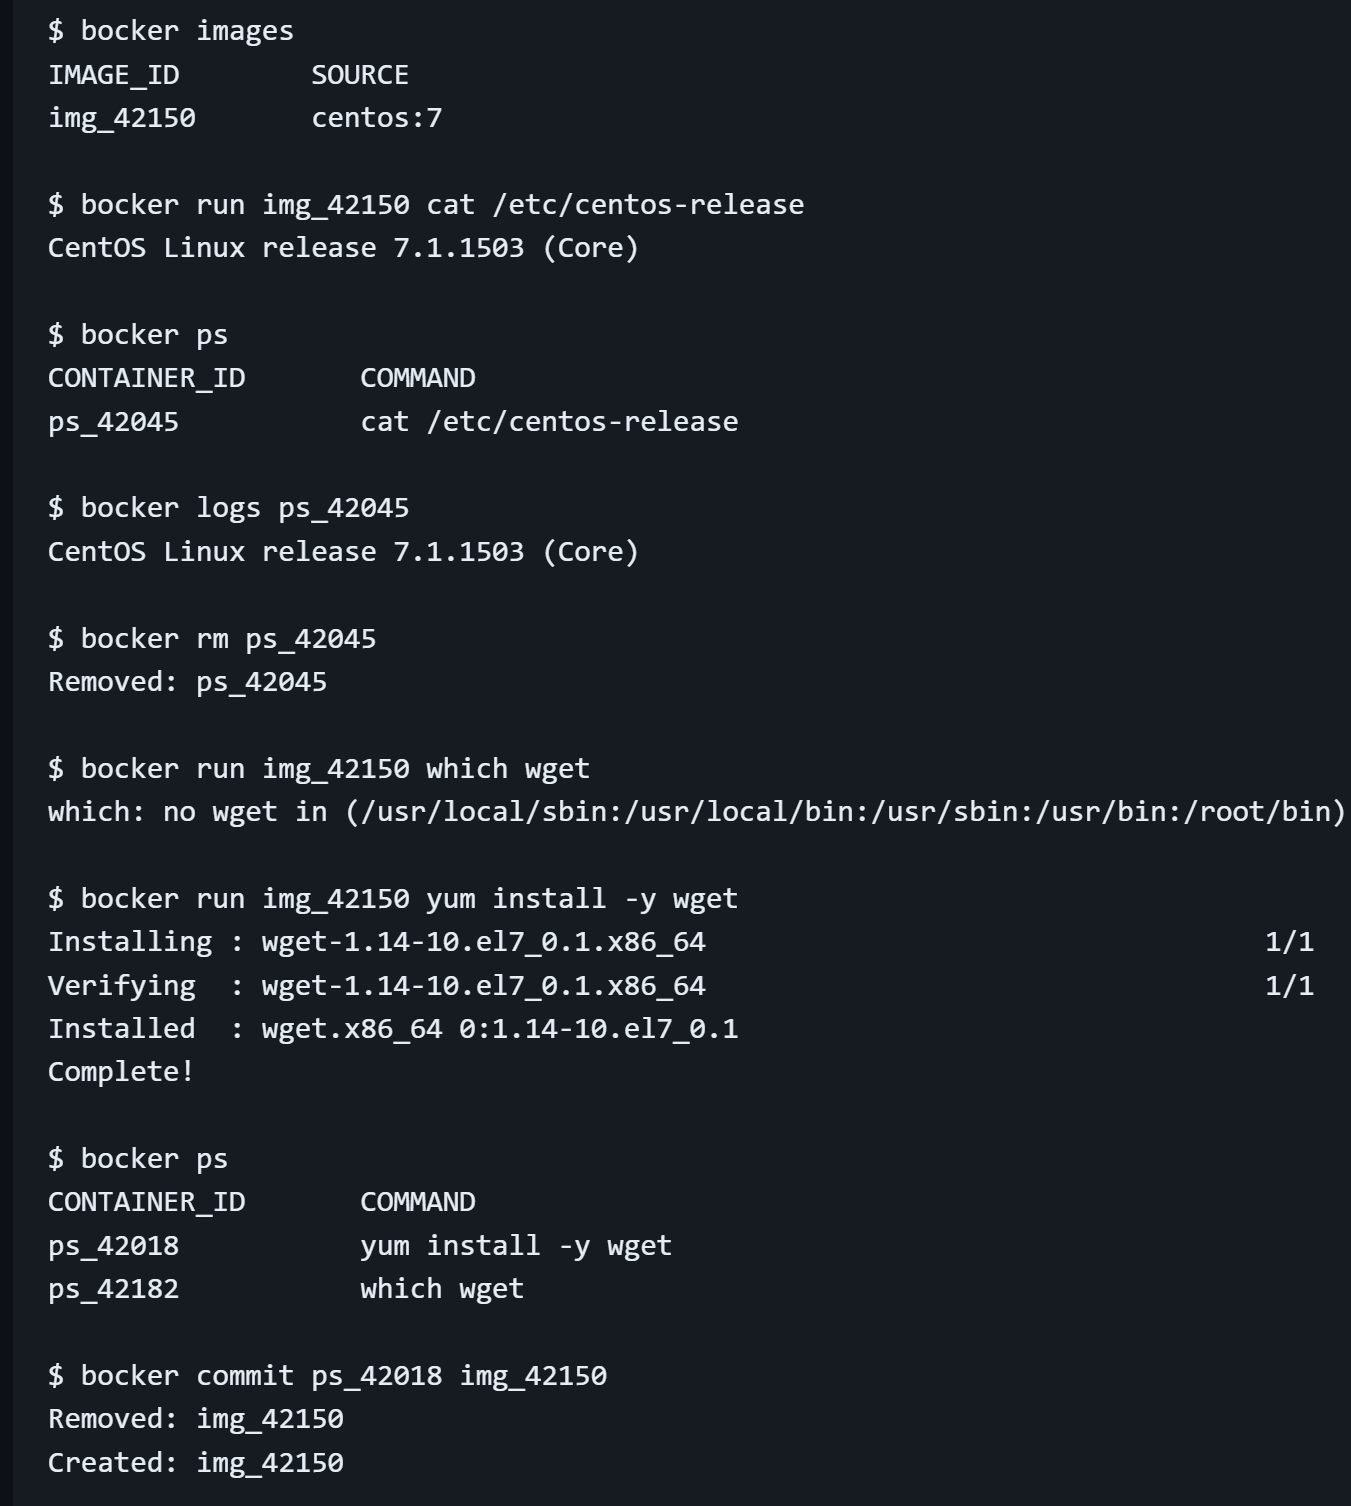 $ bocker images
IMAGE_ID        SOURCE
img_42150       centos:7

$ bocker run img_42150 cat /etc/centos-release
CentOS Linux release 7.1.1503 (Core)

$ bocker ps
CONTAINER_ID       COMMAND
ps_42045           cat /etc/centos-release

$ bocker logs ps_42045
CentOS Linux release 7.1.1503 (Core)

$ bocker rm ps_42045
Removed: ps_42045

$ bocker run img_42150 which wget
which: no wget in (/usr/local/sbin:/usr/local/bin:/usr/sbin:/usr/bin:/root/bin)

$ bocker run img_42150 yum install -y wget
Installing : wget-1.14-10.el7_0.1.x86_64                                  1/1
Verifying  : wget-1.14-10.el7_0.1.x86_64                                  1/1
Installed  : wget.x86_64 0:1.14-10.el7_0.1
Complete!

$ bocker ps
CONTAINER_ID       COMMAND
ps_42018           yum install -y wget
ps_42182           which wget

$ bocker commit ps_42018 img_42150
Removed: img_42150
Created: img_42150